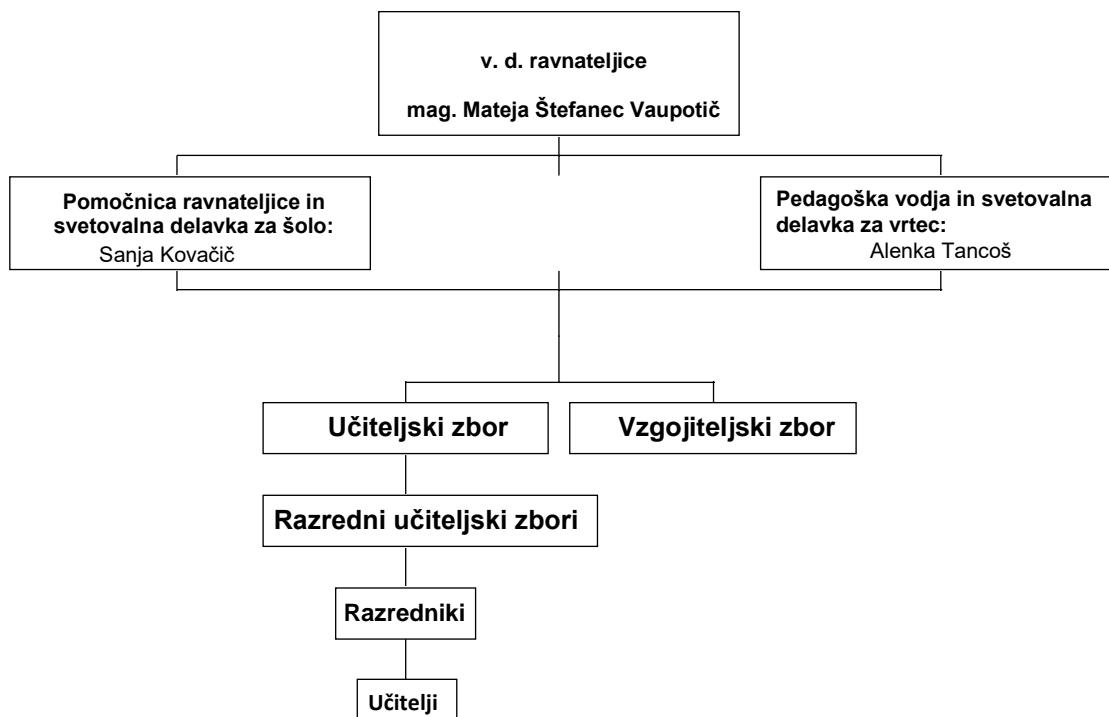 v. d. ravnateljice
mag. Mateja Štefanec Vaupotič
Pomočnica ravnateljice in
svetovalna delavka za šolo:
Sanja Kovačič
Pedagoška vodja in svetovalna
delavka za vrtec:
Alenka Tancoš
Učiteljski zbor
Vzgojiteljski zbor
Razredni učiteljski zbori
Razredniki
Učitelji